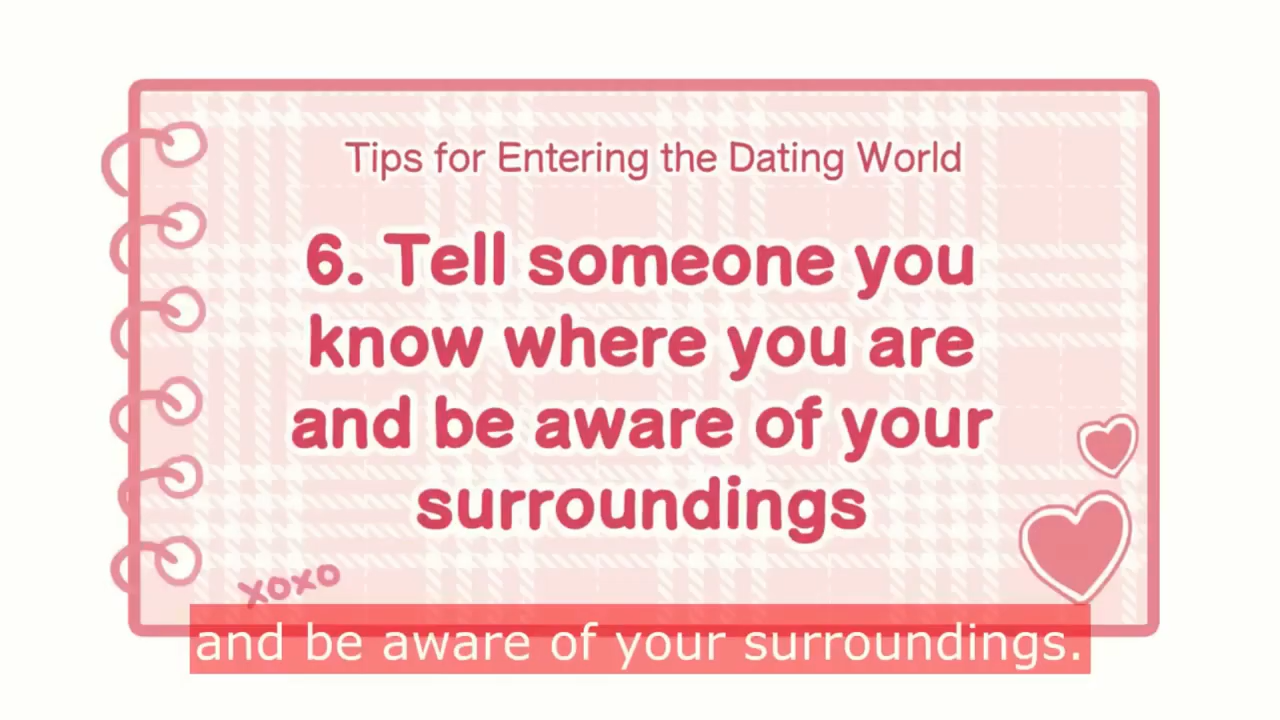 Tips for Entering the Dating World
6. Tell someone you
know where you are
and be aware of your
surroundings
xoxo
and be aware of your surroundings.